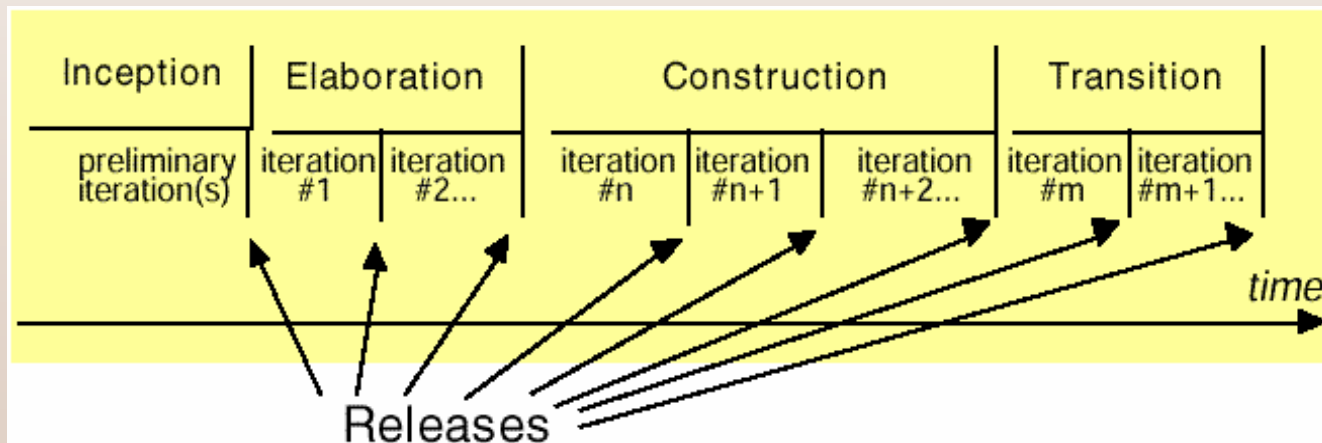 Inception Elaboration Construction Transition
preliminary iteration iteration iteration iteration iteration iteration iteration
iteration(s) #1 #2... #n #n+1 #n+2... #m #m+1...
time
Releases